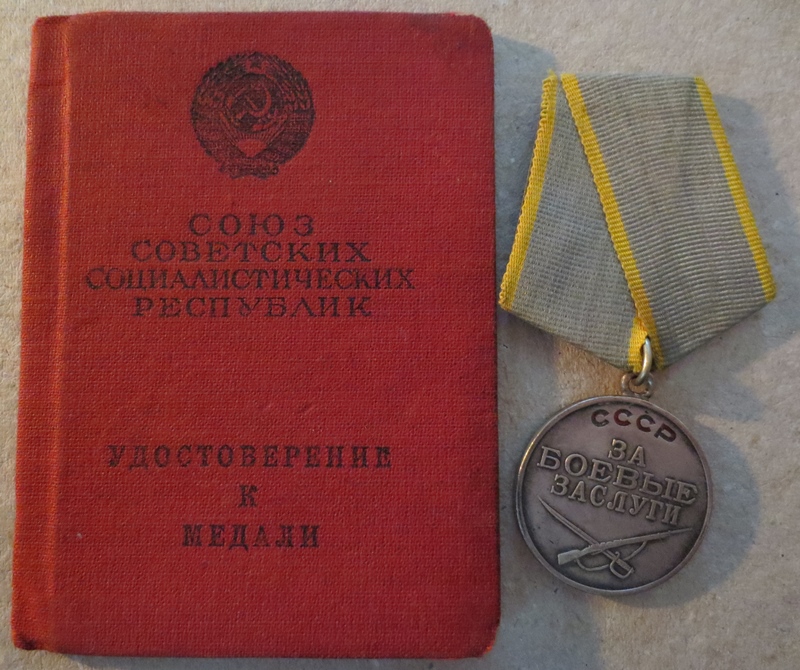 СОЮЗ
СОВЕТСКИХ
СОЦИАЛИСТИЧЕСКИХ
РЕСПУБЛИК
УДОСТОВЕРЕНИЕ
К
МЕДАЛИ
СССР
ЗА
БОЕВЫЕ
ЗАСЛУГИ